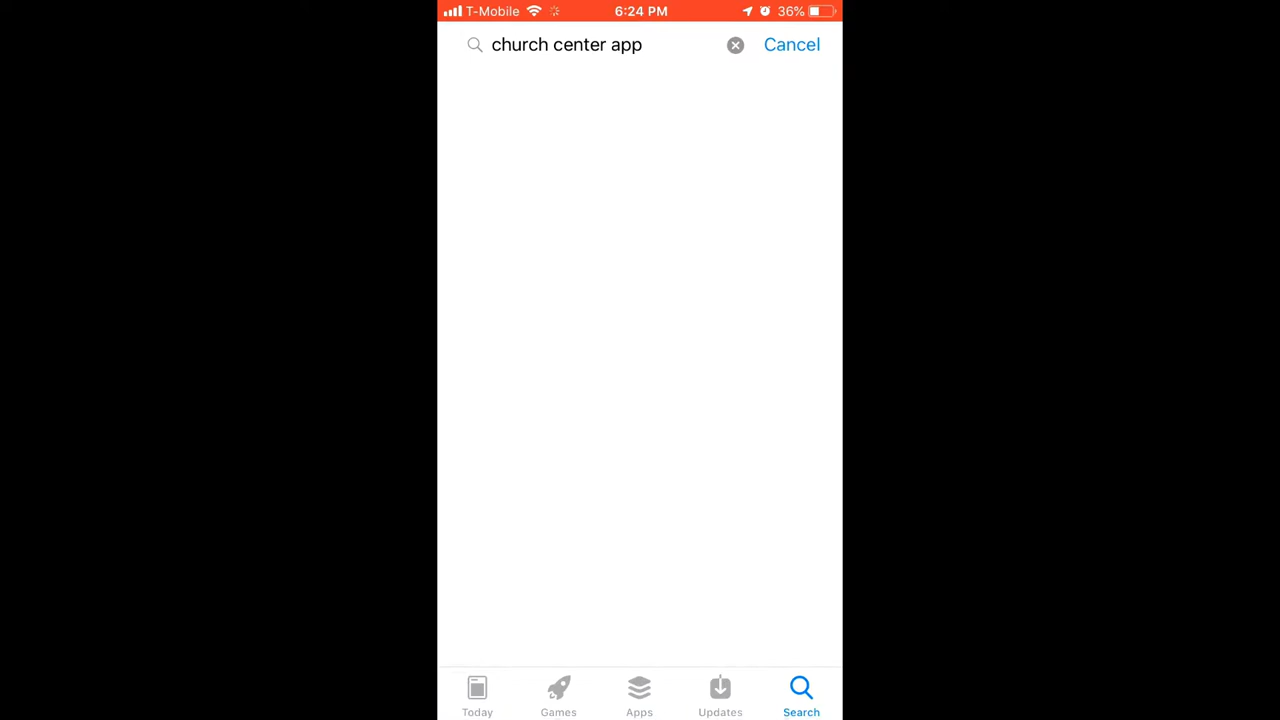 T-Mobile 6:24 PM 36%
church center app Cancel
Today Games Apps Updates Search